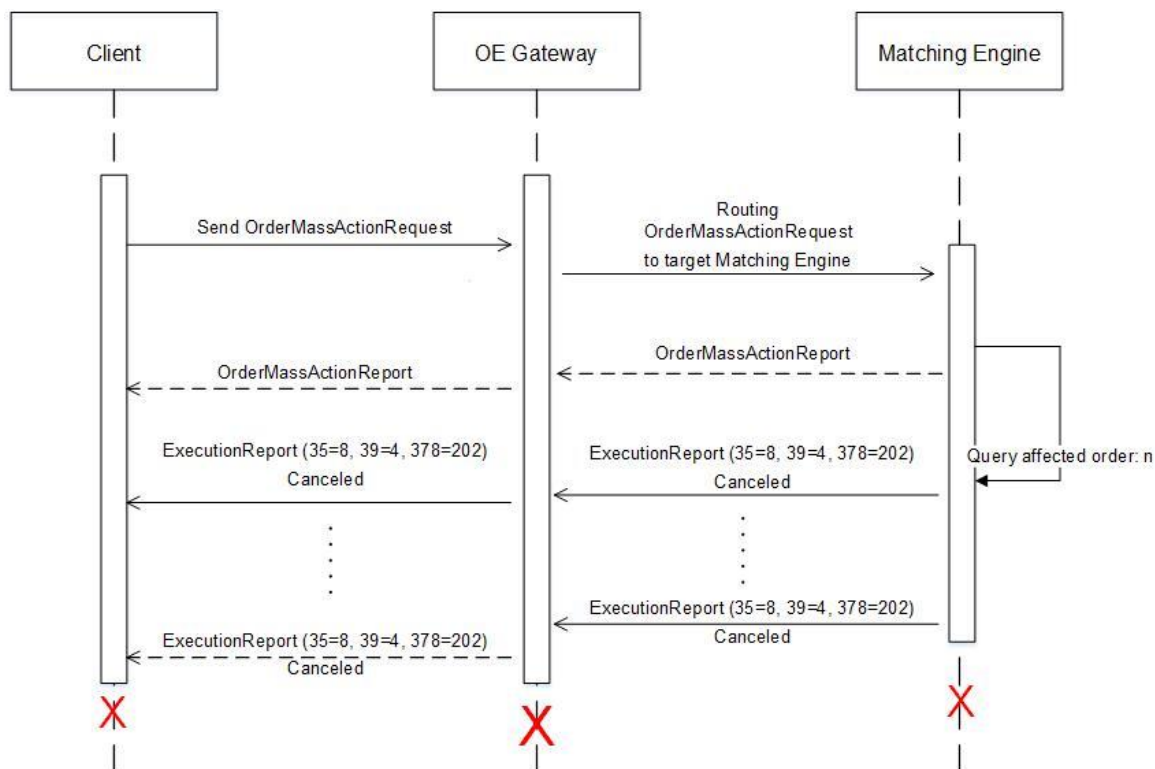 Client
OE Gateway
Matching Engine
Send OrderMassActionRequest
Routing
OrderMassActionRequest
to target Matching Engine
OrderMassActionReport
OrderMassActionReport
ExecutionReport (35=8, 39=4, 378=202)
Canceled
ExecutionReport (35=8, 39=4, 378=202)
Canceled
Query affected order: n
ExecutionReport (35=8, 39=4, 378=202)
Canceled
ExecutionReport (35=8, 39=4, 378=202)
Canceled